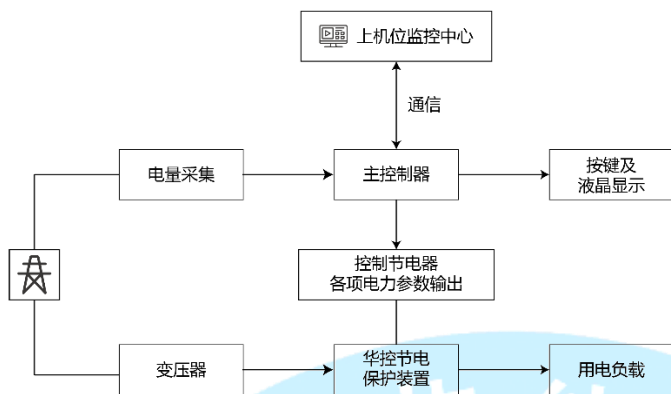 上机位监控中心
通信
电量采集
主控制器
按键及
液晶显示
控制节电器
各项电力参数输出
变压器
华控节电
保护装置
用电负载